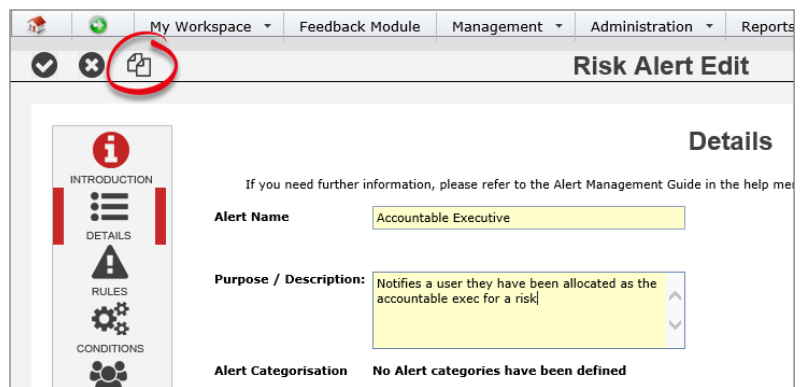 My Workspace Feedback Module Management Administration Reports
Risk Alert Edit
Details
INTRODUCTION
If you need further information, please refer to the Alert Management Guide in the help me
Alert Name Accountable Executive
DETAILS
Purpose / Description: Notifies a user they have been allocated as the
accountable exec for a risk
RULES
CONDITIONS
Alert Categorisation No Alert categories have been defined